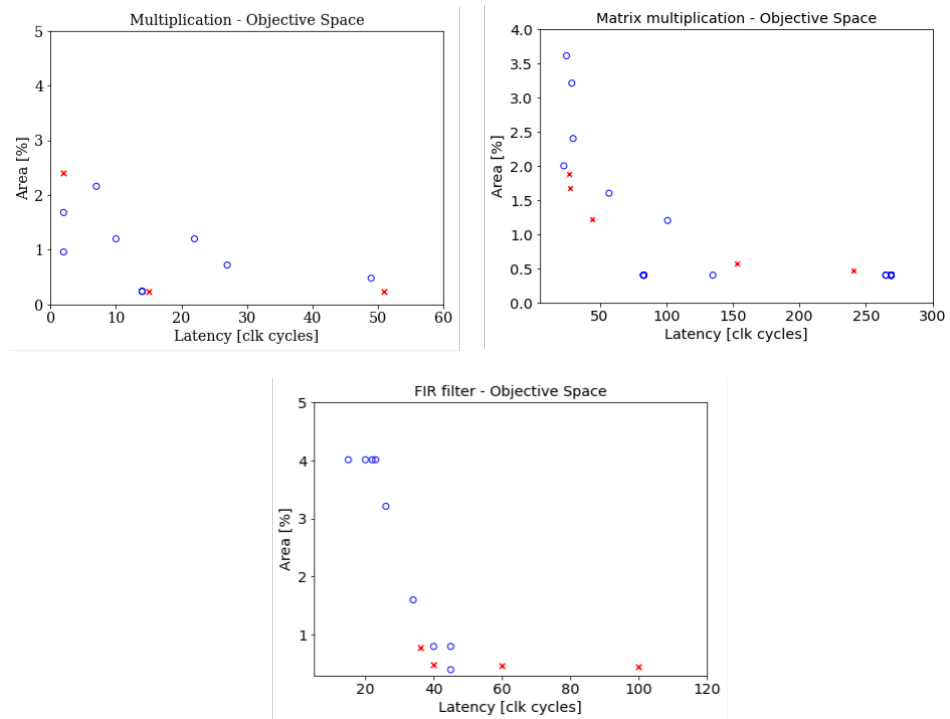 Multiplication - Objective Space
5
4
3
2
1
0
Area [%]
0 10 20 30 40 50 60
Latency [clk cycles]
Matrix multiplication - Objective Space
4.0
3.5
3.0
2.5
2.0
1.5
1.0
0.5
0.0
Area [%]
50 100 150 200 250 300
Latency [clk cycles]
FIR filter - Objective Space
5
4
3
2
1
Area [%]
20 40 60 80 100 120
Latency [clk cycles]